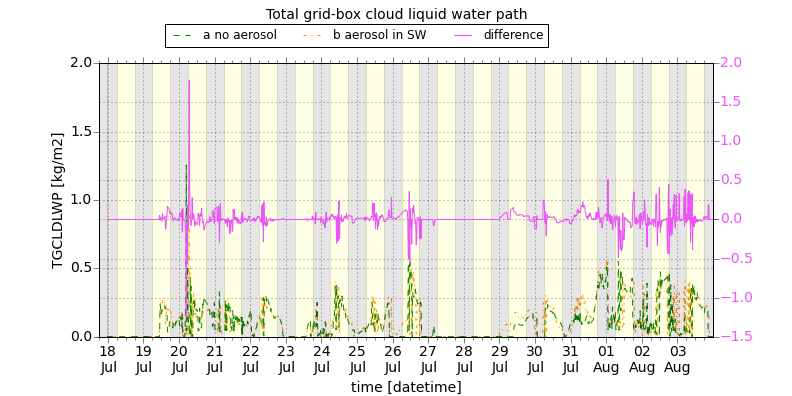 Total grid-box cloud liquid water path
a no aerosol b aerosol in SW difference
2.0 1.5 1.0 0.5 0.0
TGCLDLWP [kg/m2]
2.0 1.5 1.0 0.5 0.0 −0.5 −1.0 −1.5
18 19 20 21 22 23 24 25 26 27 28 29 30 31 01 02 03
Jul Jul Jul Jul Jul Jul Jul Jul Jul Jul Jul Jul Jul Jul Aug Aug Aug
time [datetime]